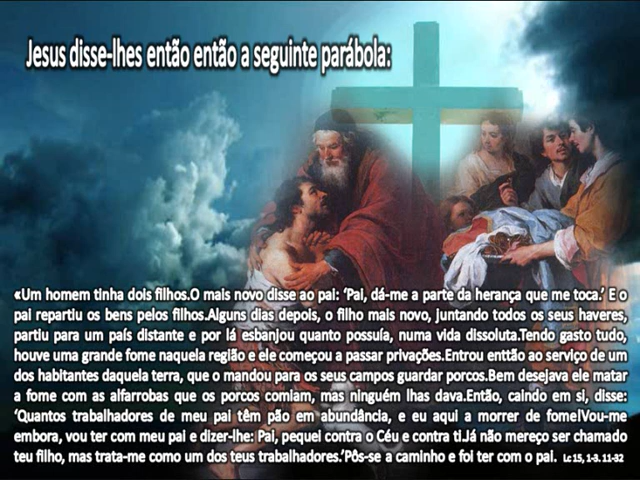 Jesus disse-lhes então então a seguinte parábola:
«Um homem tinha dois filhos.O mais novo disse ao pai: ‘Pai, dá-me a parte da herança que me toca.’ E o
pai repartiu os bens pelos filhos.Alguns dias depois, o filho mais novo, juntando todos os seus haveres,
partiu para um país distante e por lá esbanjou quanto possuía, numa vida dissoluta.Tendo gasto tudo,
houve uma grande fome naquela região e ele começou a passar privações.Entrou enttão ao serviço de um
dos habitantes daquela terra, que o mandou para os seus campos guardar porcos.Bem desejava ele matar
a fome com as alfarrobas que os porcos comiam, mas ninguém lhas dava.Então, caindo em si, disse:
‘Quantos trabalhadores de meu pai têm pão em abundância, e eu aqui a morrer de fome!Vou-me
embora, vou ter com meu pai e dizer-lhe: Pai, pequei contra o Céu e contra ti.Já não mereço ser chamado
teu filho, mas trata-me como um dos teus trabalhadores.’Pôs-se a caminho e foi ter com o pai. Lc 15, 1-3. 11-32